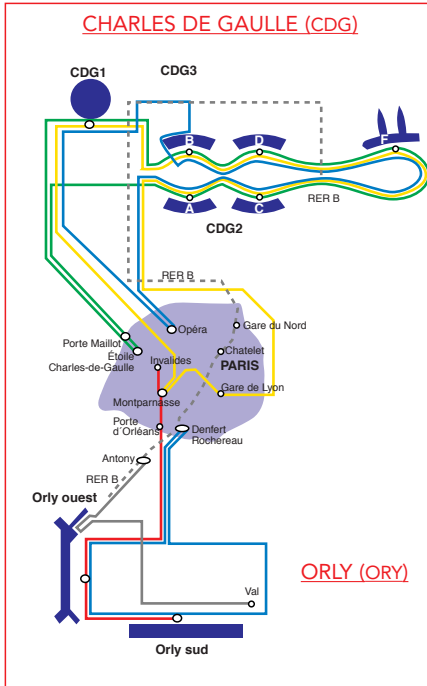 CHARLES DE GAULLE (CDG)
CDG3
CDG1
B
D
F
A
C
RER B
CDG2
RER B
Opéra
Gare du Nord
Porte Maillot
Étoile
Charles-de-Gaulle
Chatelet
Invalides
PARIS
Gare de Lyon
Montparnasse
Porte
d´Orléans
Denfert
Rochereau
Antony
RER B
Orly ouest
ORLY (ORY)
Val
Orly sud